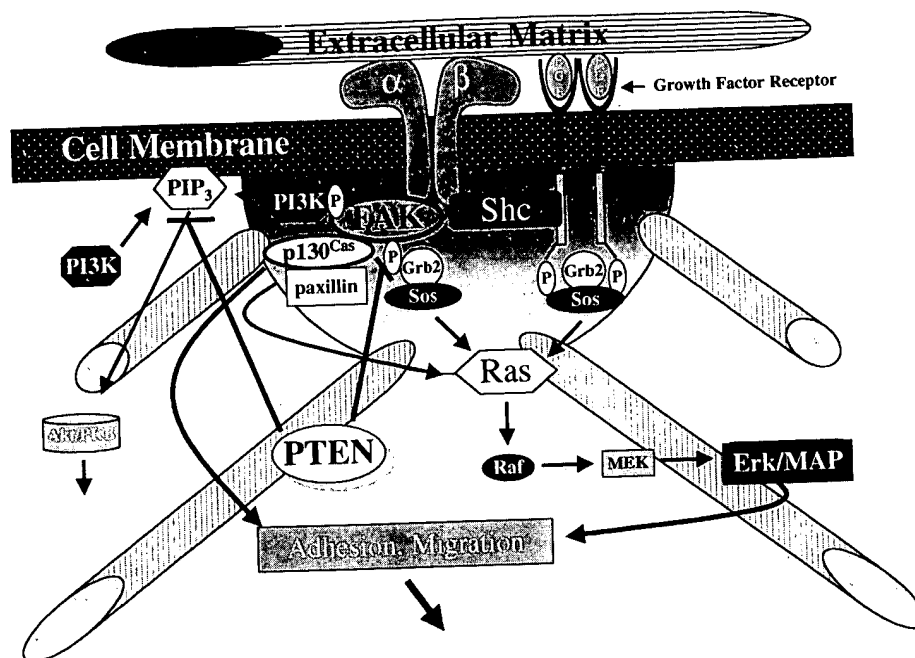 Extracellular Matrix
α β
Growth Factor Receptor
Cell Membrane
PIP3
PI3K P
FAK
Shc
PI3K
p130Cas
P
Grb2
P Grb2 P
paxillin
Sos
Sos
Ras
PTEN
Raf
MEK
Erk/MAP
Adhesion, Migration